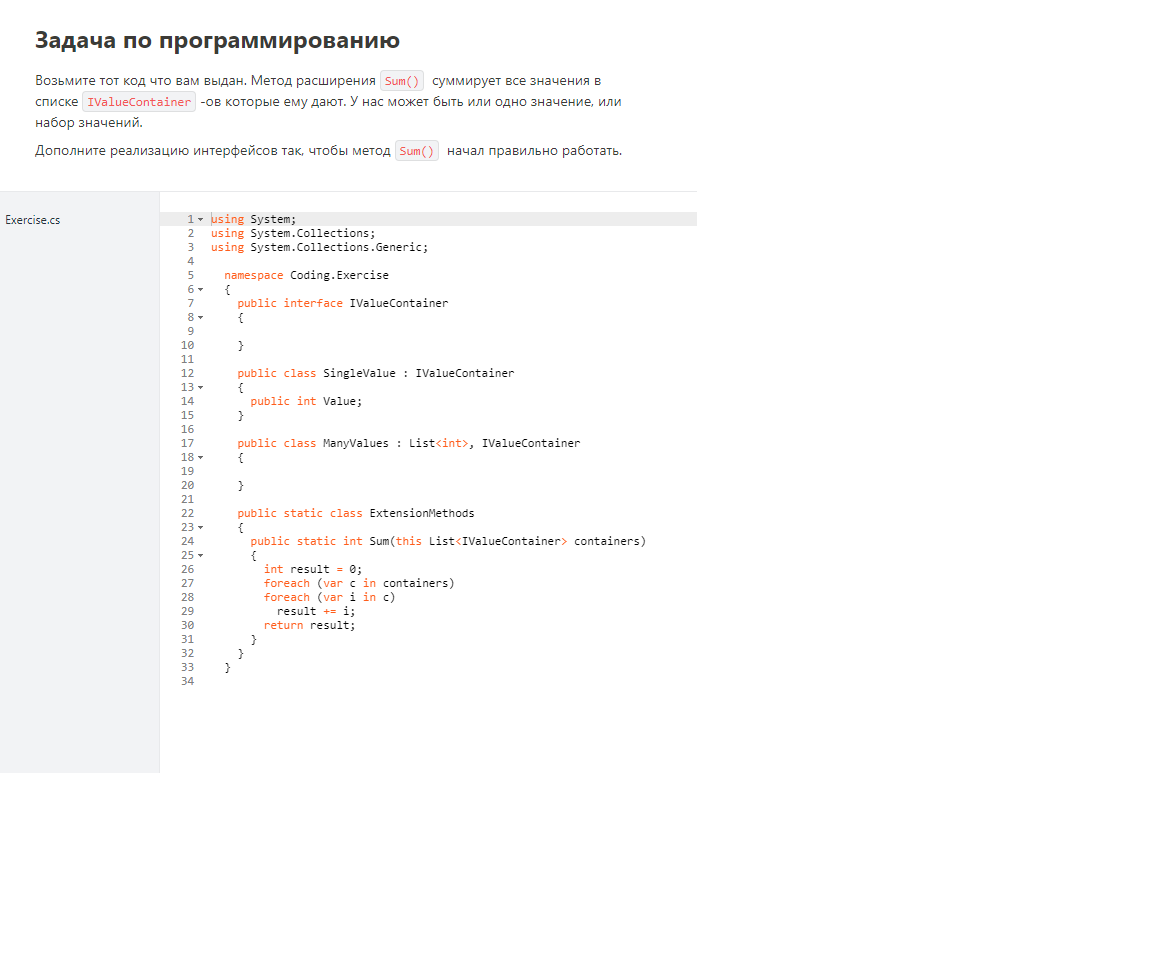 Задача по программированию
Возьмите тот код что вам выдан. Метод расширения Sum() суммирует все значения в
списке IValueContainer -ов которые ему дают. У нас может быть или одно значение, или
набор значений.
Дополните реализацию интерфейсов так, чтобы метод Sum() начал правильно работать.
Exercise.cs
1 using System;
2 using System.Collections;
3 using System.Collections.Generic;
4
5 namespace Coding.Exercise
6 {
7 public interface IValueContainer
8 {
9
10 }
11
12 public class SingleValue : IValueContainer
13 {
14 public int Value;
15 }
16
17 public class ManyValues : List<int>, IValueContainer
18 {
19
20 }
21
22 public static class ExtensionMethods
23 {
24 public static int Sum(this List<IValueContainer> containers)
25 {
26 int result = 0;
27 foreach (var c in containers)
28 foreach (var i in c)
29 result += i;
30 return result;
31 }
32 }
33 }
34